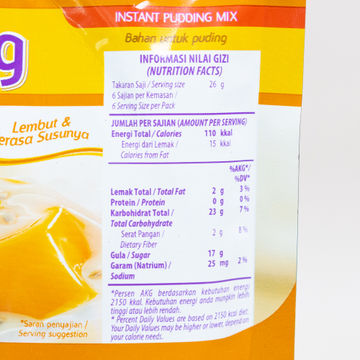 INSTANT PUDDING MIX
Bahan untuk puding
g
Lembut &
erasa Susunya
INFORMASI NILAI GIZI
(NUTRITION FACTS)
Takaran Saji / Serving size 26 g
6 Sajian per Kemasan /
6 Serving Size per Pack
JUMLAH PER SAJIAN (AMOUNT PER SERVING)
Energi Total / Calories 110 kkal
Energi dari Lemak / 15 kkal
Calories from Fat
%AKG*/
%DV*
Lemak Total / Total Fat 2 g 3 %
Protein / Protein 0 g 0 %
Karbohidrat Total / 23 g 7 %
Total Carbohydrate
Serat Pangan / 2 g 8 %
Dietary Fiber
Gula / Sugar 17 g
Garam (Natrium) / 25 mg 2 %
Sodium
*Persen AKG berdasarkan kebutuhan energi
2150 kkal. Kebutuhan energi anda mungkin lebih
tinggi atau lebih rendah.
* Percent Daily Values are based on 2150 kcal diet.
Your Daily Values may be higher or lower, depend on
your calorie needs.
*Saran penyajian /
Serving suggestion